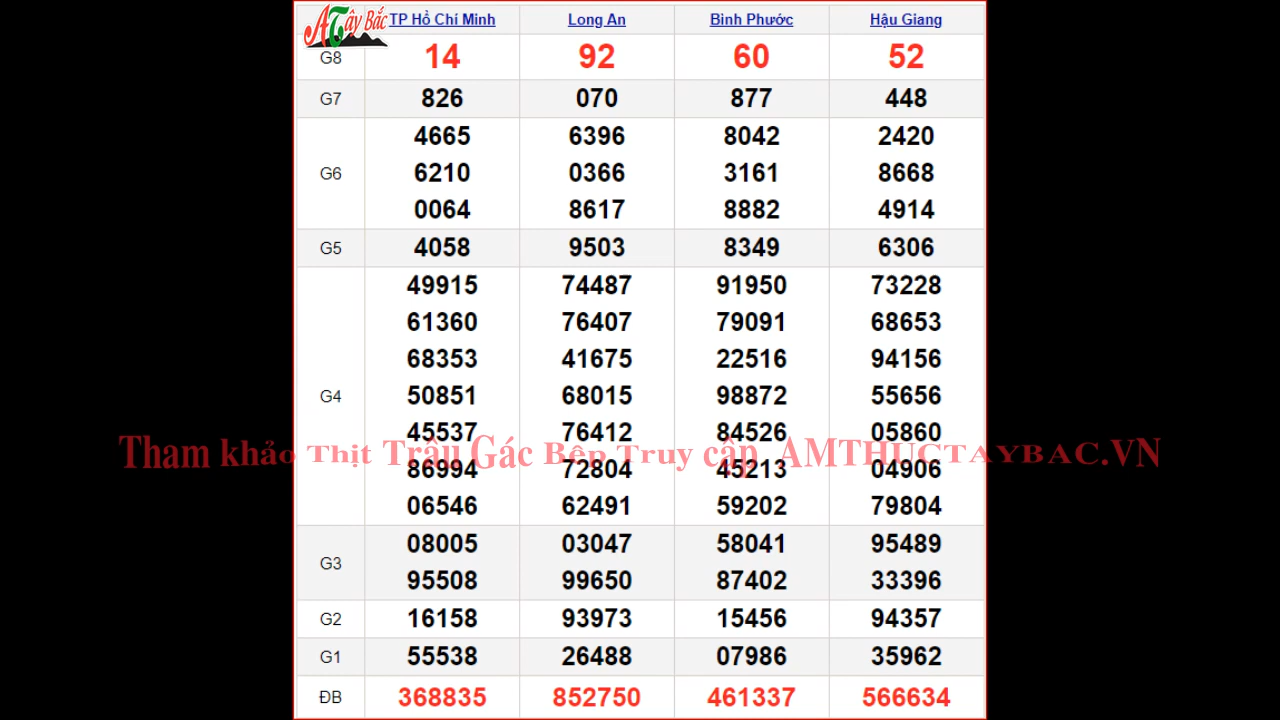 ATây Bắc
TP Hồ Chí Minh Long An Bình Phước Hậu Giang
G8 14 92 60 52
G7 826 070 877 448
4665 6396 8042 2420
G6 6210 0366 3161 8668
0064 8617 8882 4914
G5 4058 9503 8349 6306
49915 74487 91950 73228
61360 76407 79091 68653
68353 41675 22516 94156
G4 50851 68015 98872 55656
45537 76412 84526 05860
Tham khảo Thịt Trâu Gác Bếp Truy cập AMTHUCTAYBAC.VN
86994 72804 45213 04906
06546 62491 59202 79804
08005 03047 58041 95489
G3
95508 99650 87402 33396
G2 16158 93973 15456 94357
G1 55538 26488 07986 35962
ĐB 368835 852750 461337 566634